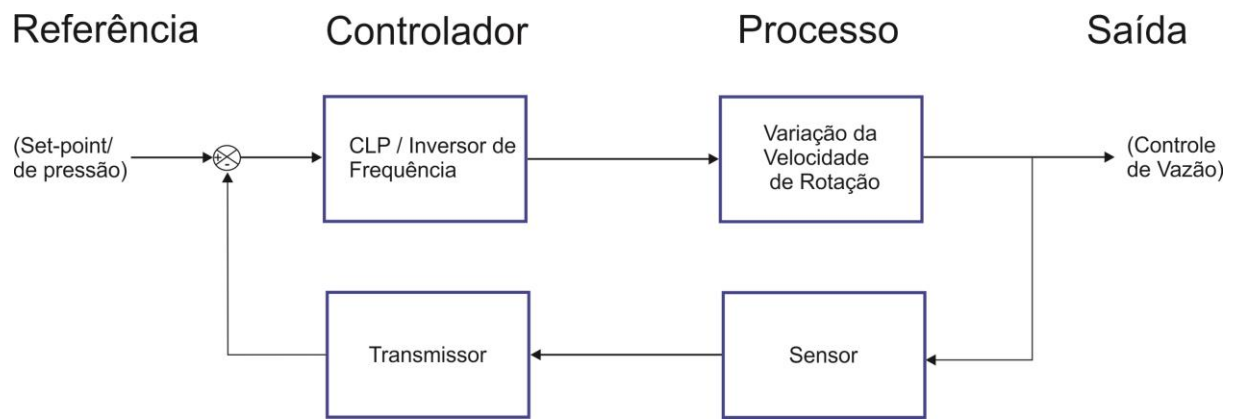 Referência
Controlador
Processo
Saída
(Set-point/
de pressão)
+
-
CLP / Inversor de
Frequência
Variação da
Velocidade
de Rotação
(Controle
de Vazão)
Transmissor
Sensor